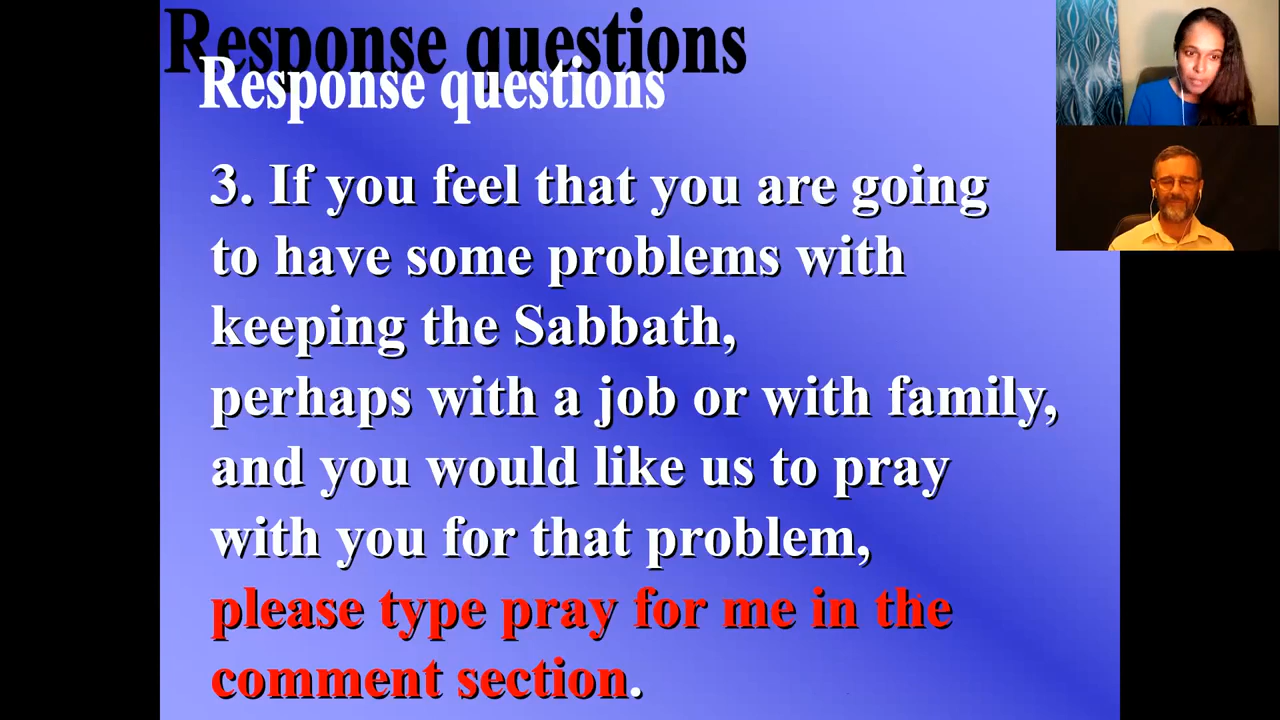 Response questions
Response questions
3. If you feel that you are going
to have some problems with
keeping the Sabbath,
perhaps with a job or with family,
and you would like us to pray
with you for that problem,
please type pray for me in the
comment section.